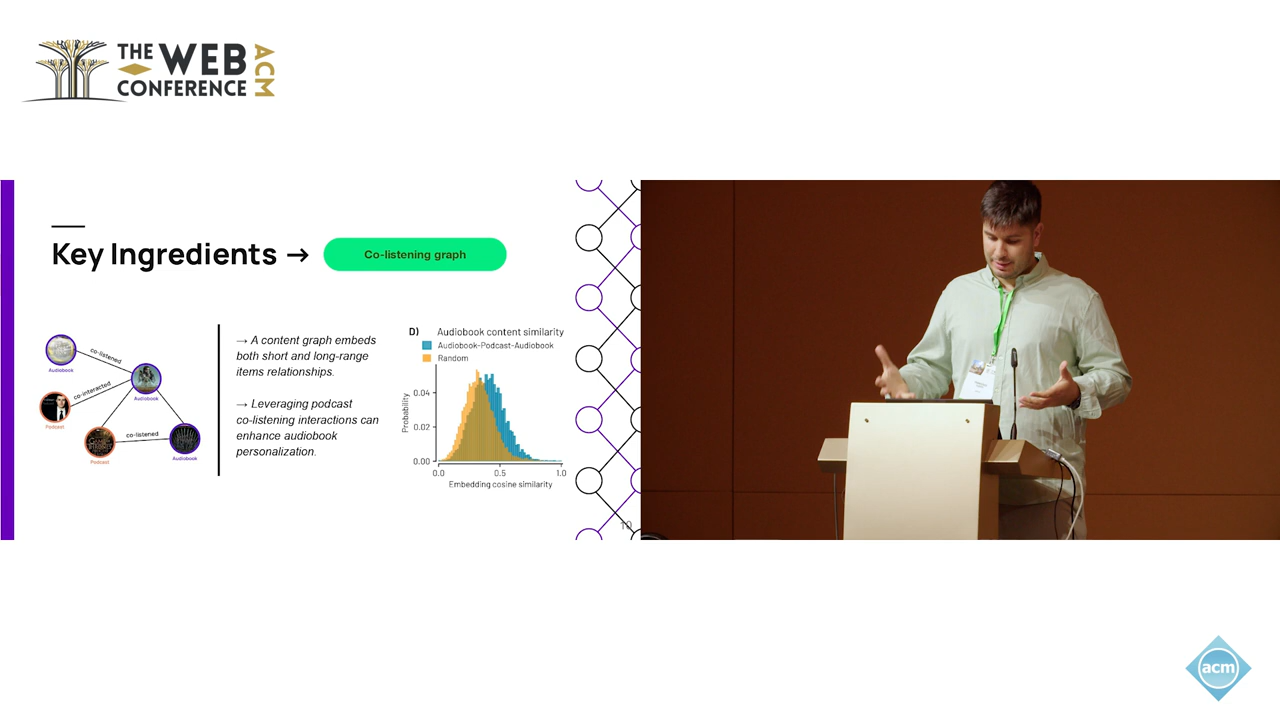 THE WEB
CONFERENCE
ACM
Key Ingredients →
Co-listening graph
co-listened
Audiobook
co-interacted
Audiobook
Podcast
co-listened
Podcast
Audiobook
→ A content graph embeds
both short and long-range
items relationships.
→ Leveraging podcast
co-listening interactions can
enhance audiobook
personalization.
D) Audiobook content similarity
Audiobook-Podcast-Audiobook
Random
Probability
0.04
0.02
0.00
0.0 0.5 1.0
Embedding cosine similarity
10
acm